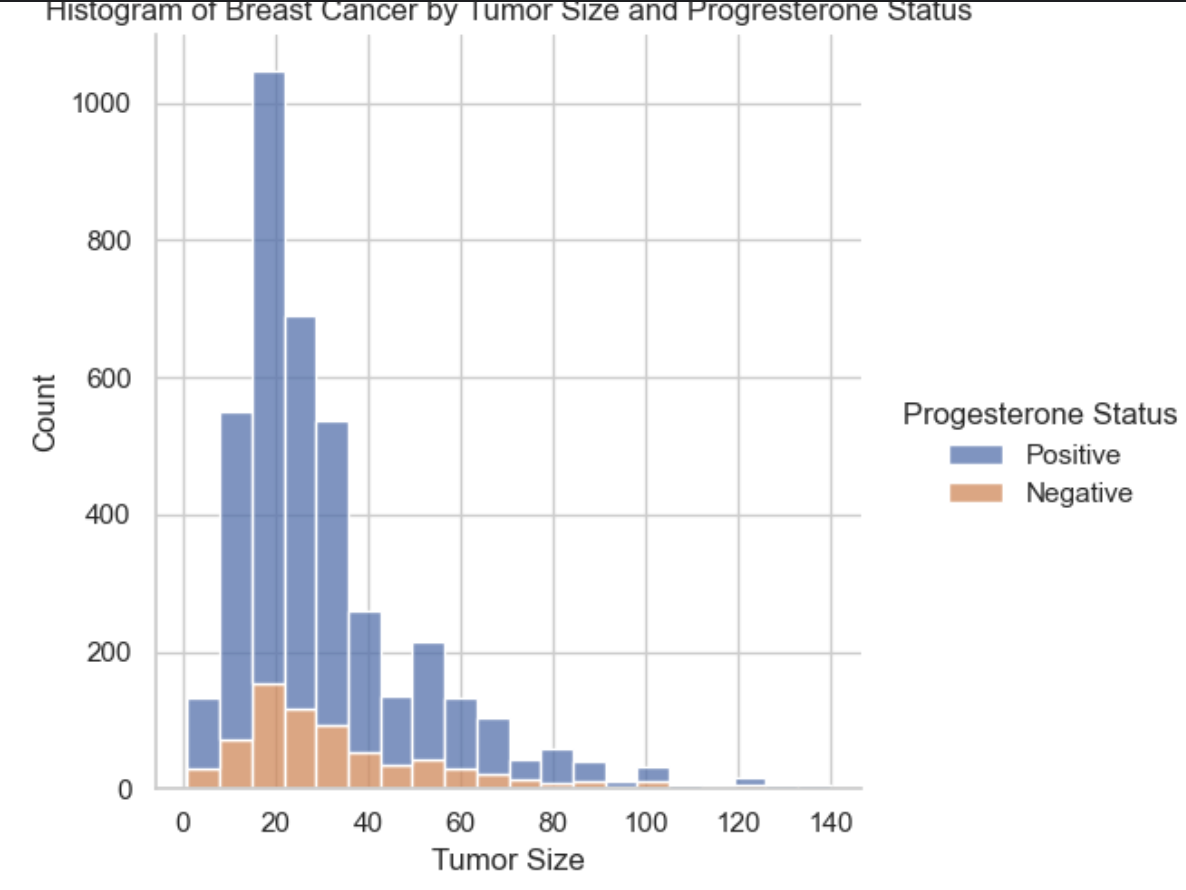 Histogram of Breast Cancer by Tumor Size and Progresterone Status
1000
800
600
400
200
0
Count
0 20 40 60 80 100 120 140
Tumor Size
Progesterone Status
Positive
Negative